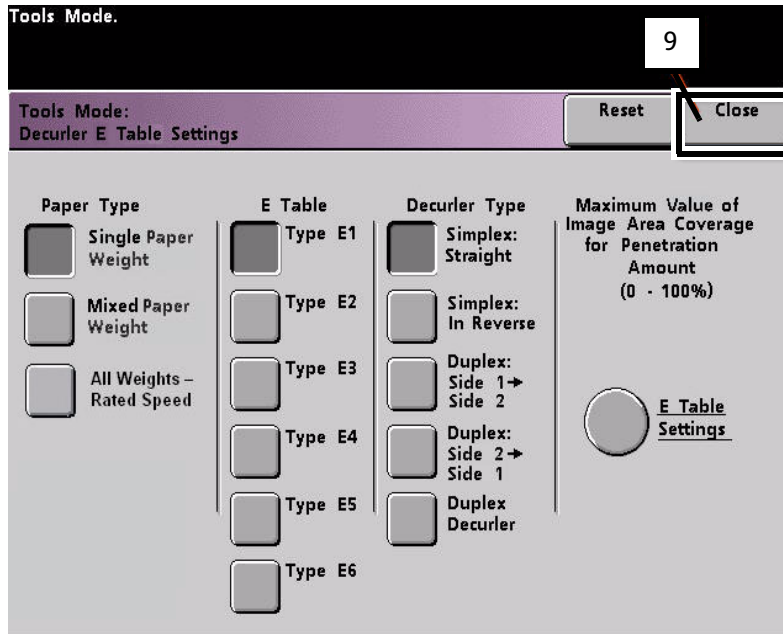 Tools Mode.
9
Tools Mode:
Decurler E Table Settings
Reset
Close
Paper Type
Single Paper
Weight
Mixed Paper
Weight
All Weights –
Rated Speed
E Table
Type E1
Type E2
Type E3
Type E4
Type E5
Type E6
Decurler Type
Simplex:
Straight
Simplex:
In Reverse
Duplex:
Side 1→
Side 2
Duplex:
Side 2→
Side 1
Duplex
Decurler
Maximum Value of
Image Area Coverage
for Penetration
Amount
(0 - 100%)
E Table
Settings